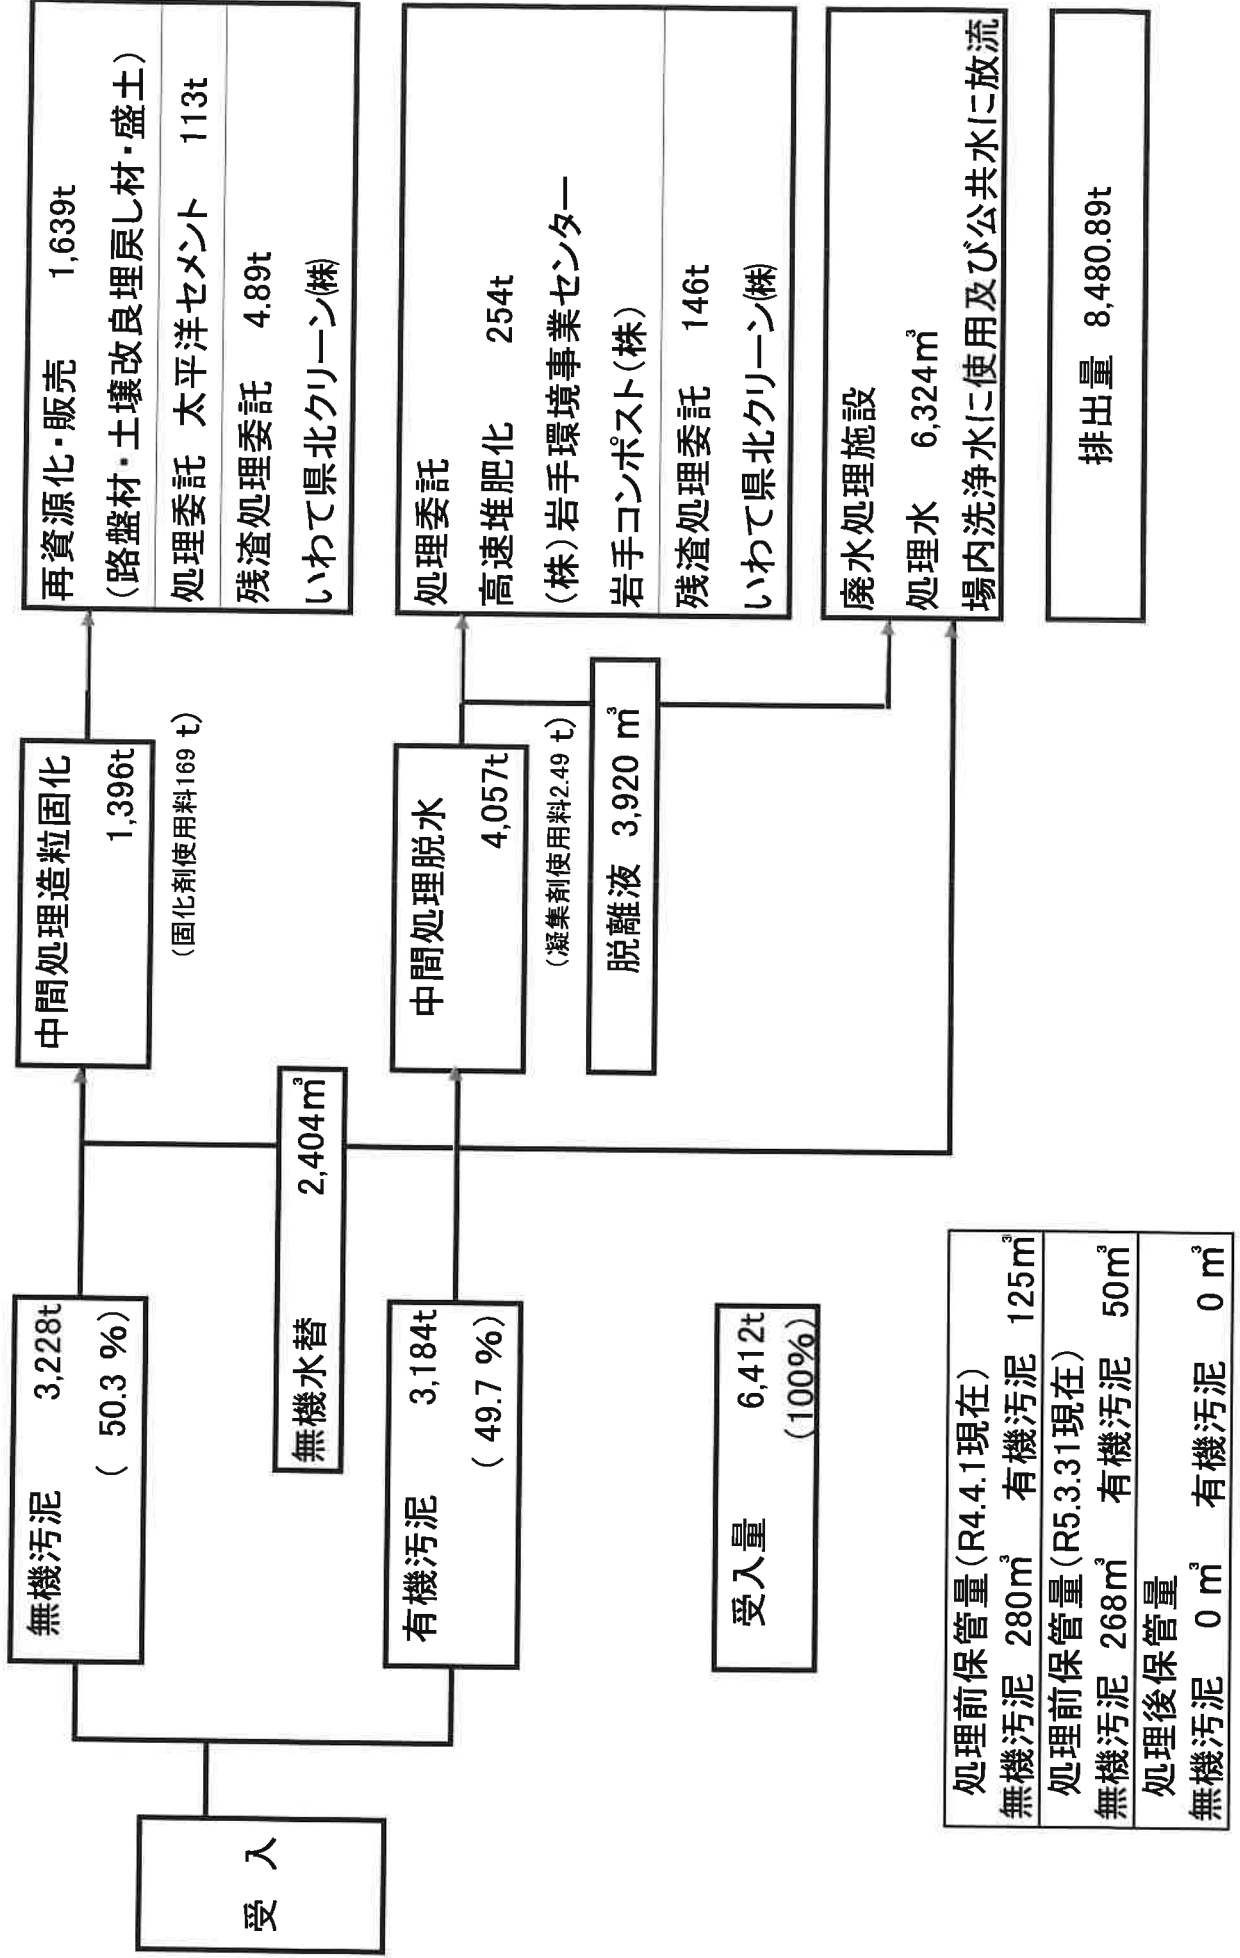 受　入
無機汚泥　　3,228t
（　50.3 %）
無機水替　　2,404㎥
有機汚泥　　3,184t
（ 49.7 %）
受入量　　6,412t
（100%）
中間処理造粒固化
1,396t
（固化剤使用料169 t）
中間処理脱水
4,057t
（凝集剤使用料2.49 t）
脱離液 3,920 ㎥
再資源化・販売　　1,639t
（路盤材・土壌改良埋戻し材・盛土）
処理委託 太平洋セメント　113t
残渣処理委託　4.89t
いわて県北クリーン㈱
処理委託
高速堆肥化　　254t
（株）岩手環境事業センター
岩手コンポスト（株）
残渣処理委託　146t
いわて県北クリーン㈱
廃水処理施設
処理水　6,324㎥
場内洗浄水に使用及び公共水に放流
排出量 8,480.89t
処理前保管量（R4.4.1現在）
無機汚泥 280㎥　有機汚泥 125㎥
処理前保管量（R5.3.31現在）
無機汚泥 268㎥　有機汚泥　50㎥
処理後保管量
無機汚泥　0 ㎥　有機汚泥　0 ㎥